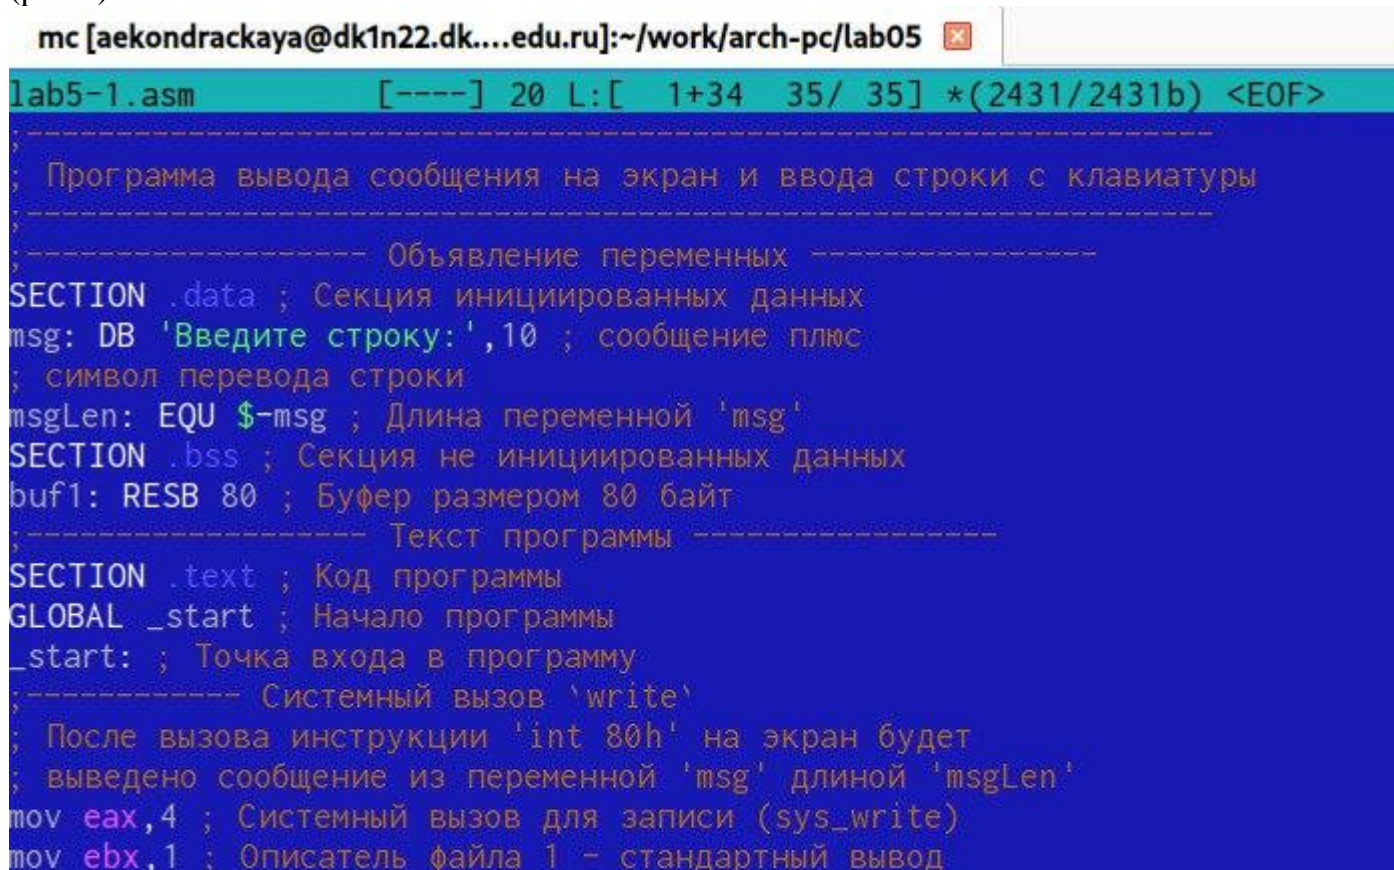 mc [aekondrackaya@dk1n22.dk....edu.ru]:~/work/arch-pc/lab05
lab5-1.asm [----] 20 L:[ 1+34 35/ 35] *(2431/2431b) <EOF>
;------------------------------------------------------------------
; Программа вывода сообщения на экран и ввода строки с клавиатуры
;------------------------------------------------------------------
;------------------- Объявление переменных ----------------
SECTION .data ; Секция инициированных данных
msg: DB 'Введите строку:',10 ; сообщение плюс
; символ перевода строки
msgLen: EQU $-msg ; Длина переменной 'msg'
SECTION .bss ; Секция не инициированных данных
buf1: RESB 80 ; Буфер размером 80 байт
;------------------- Текст программы -----------------
SECTION .text ; Код программы
GLOBAL _start ; Начало программы
_start: ; Точка входа в программу
;------------ Системный вызов `write`
; После вызова инструкции 'int 80h' на экран будет
; выведено сообщение из переменной 'msg' длиной 'msgLen'
mov eax,4 ; Системный вызов для записи (sys_write)
mov ebx,1 ; Описатель файла 1 - стандартный вывод